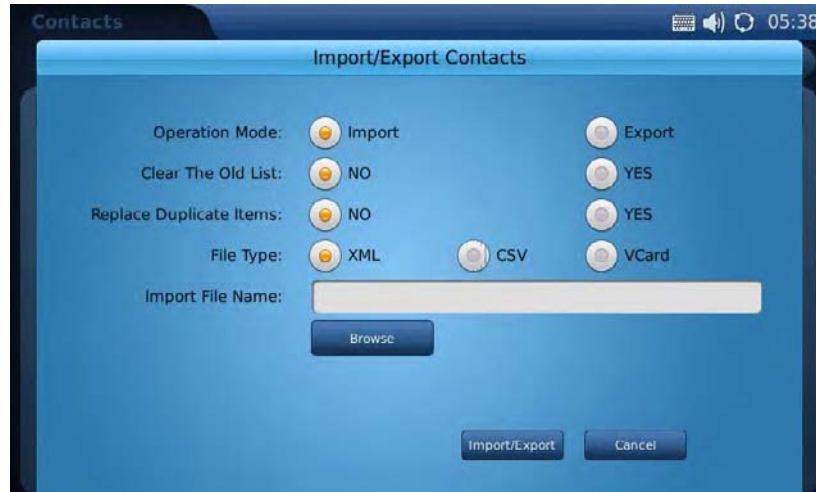 Contacts 05:38
Import/Export Contacts
Operation Mode: Import Export
Clear The Old List: NO YES
Replace Duplicate Items: NO YES
File Type: XML CSV VCard
Import File Name:
Browse
Import/Export Cancel